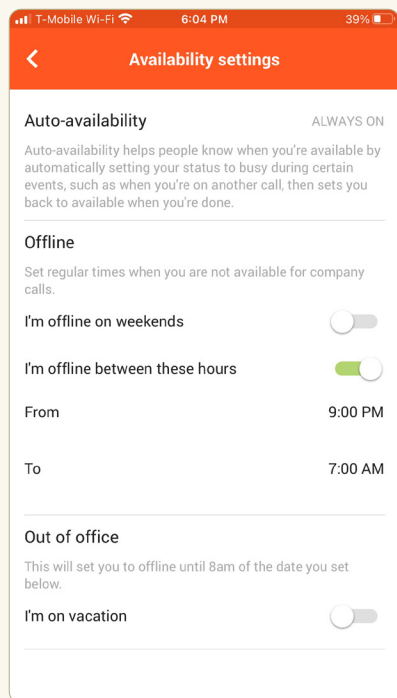 T-Mobile Wi-Fi 6:04 PM 39%
Availability settings
Auto-availability ALWAYS ON
Auto-availability helps people know when you're available by
automatically setting your status to busy during certain
events, such as when you're on another call, then sets you
back to available when you're done.
Offline
Set regular times when you are not available for company
calls.
I'm offline on weekends
I'm offline between these hours
From 9:00 PM
To 7:00 AM
Out of office
This will set you to offline until 8am of the date you set
below.
I'm on vacation